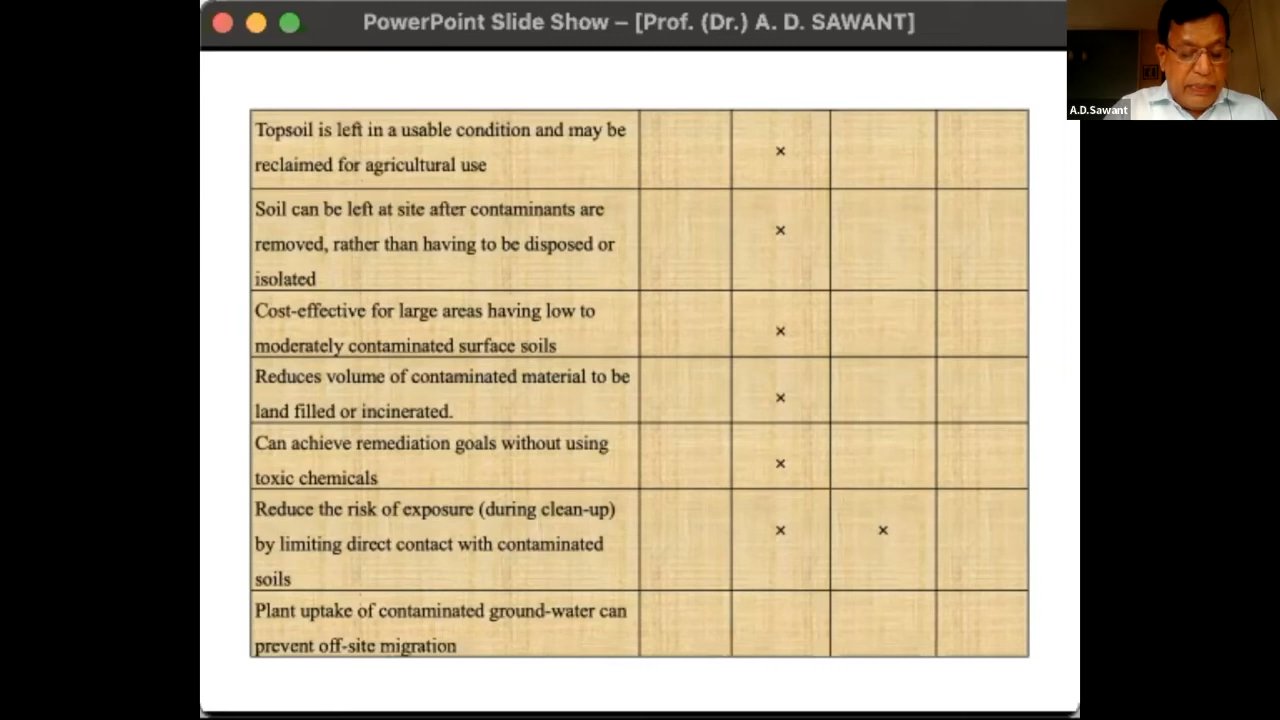 PowerPoint Slide Show – [Prof. (Dr.) A. D. SAWANT]
A.D.Sawant
Topsoil is left in a usable condition and may be
reclaimed for agricultural use
×
Soil can be left at site after contaminants are
removed, rather than having to be disposed or
isolated
×
Cost-effective for large areas having low to
moderately contaminated surface soils
×
Reduces volume of contaminated material to be
land filled or incinerated.
×
Can achieve remediation goals without using
toxic chemicals
×
Reduce the risk of exposure (during clean-up)
by limiting direct contact with contaminated
soils
× ×
Plant uptake of contaminated ground-water can
prevent off-site migration